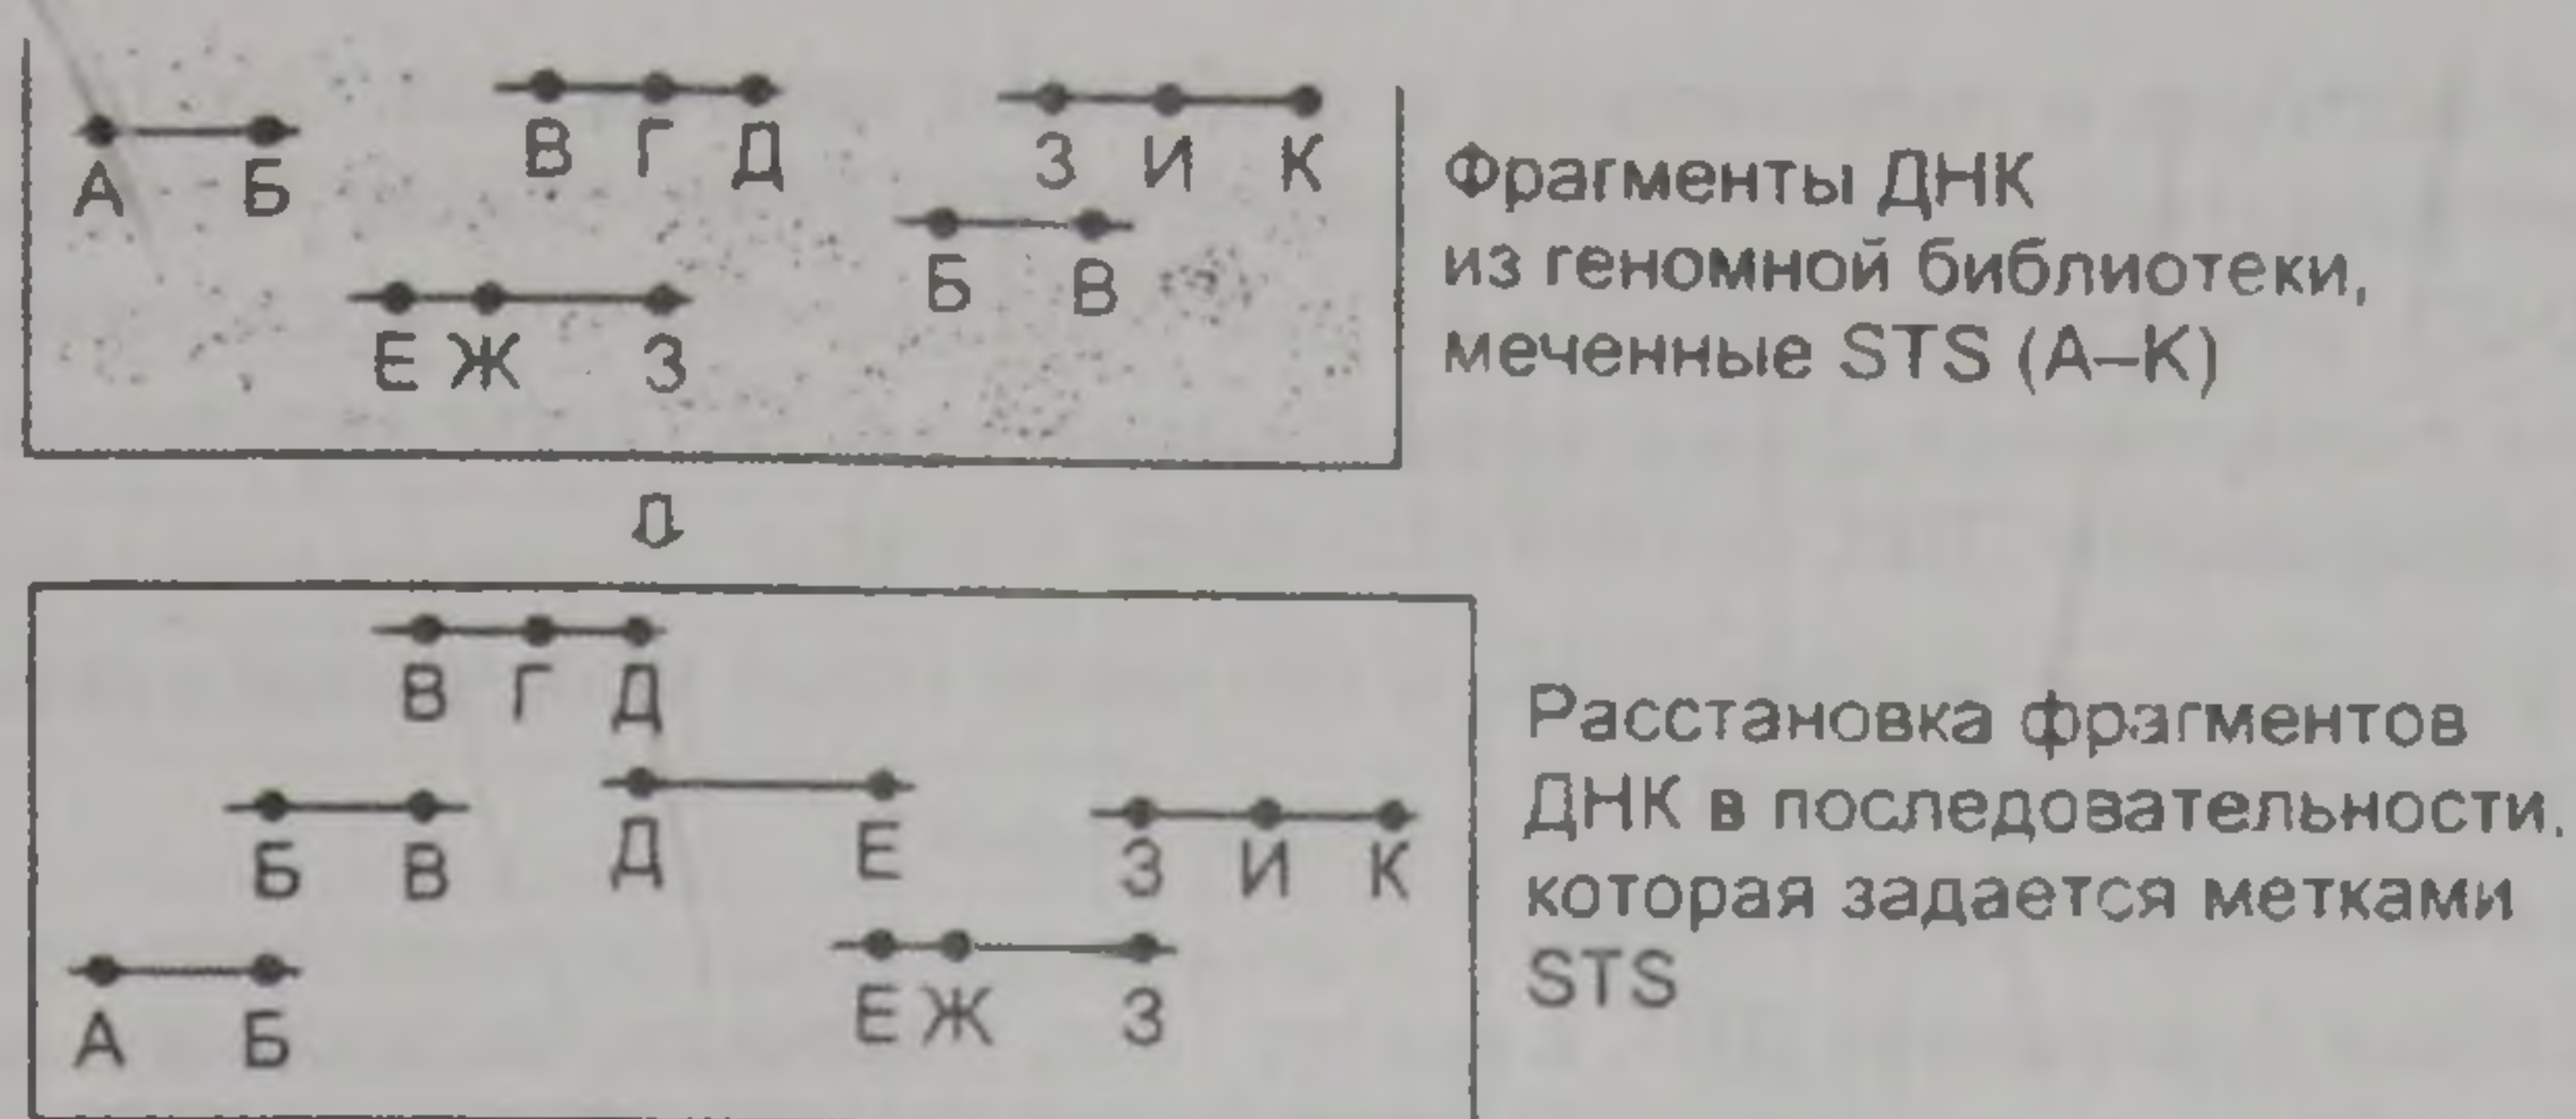 В Г Д
З И К
А Б
Б В
Е Ж З
Фрагменты ДНК
из геномной библиотеки,
меченные STS (А–К)
В Г Д
Д Е
Б В
З И К
Е Ж З
А Б
Расстановка фрагментов
ДНК в последовательности.
которая задается метками
STS